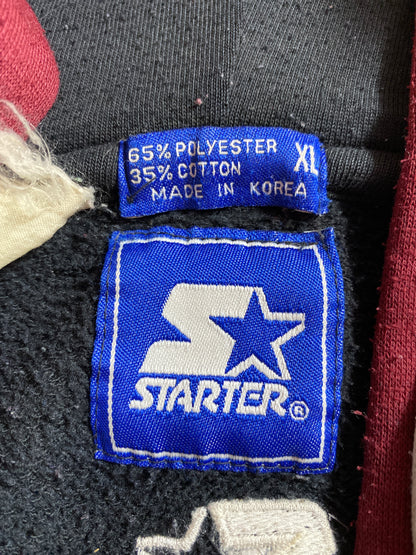 65% POLYESTER XL
35% COTTON
MADE IN KOREA
S
STARTER®